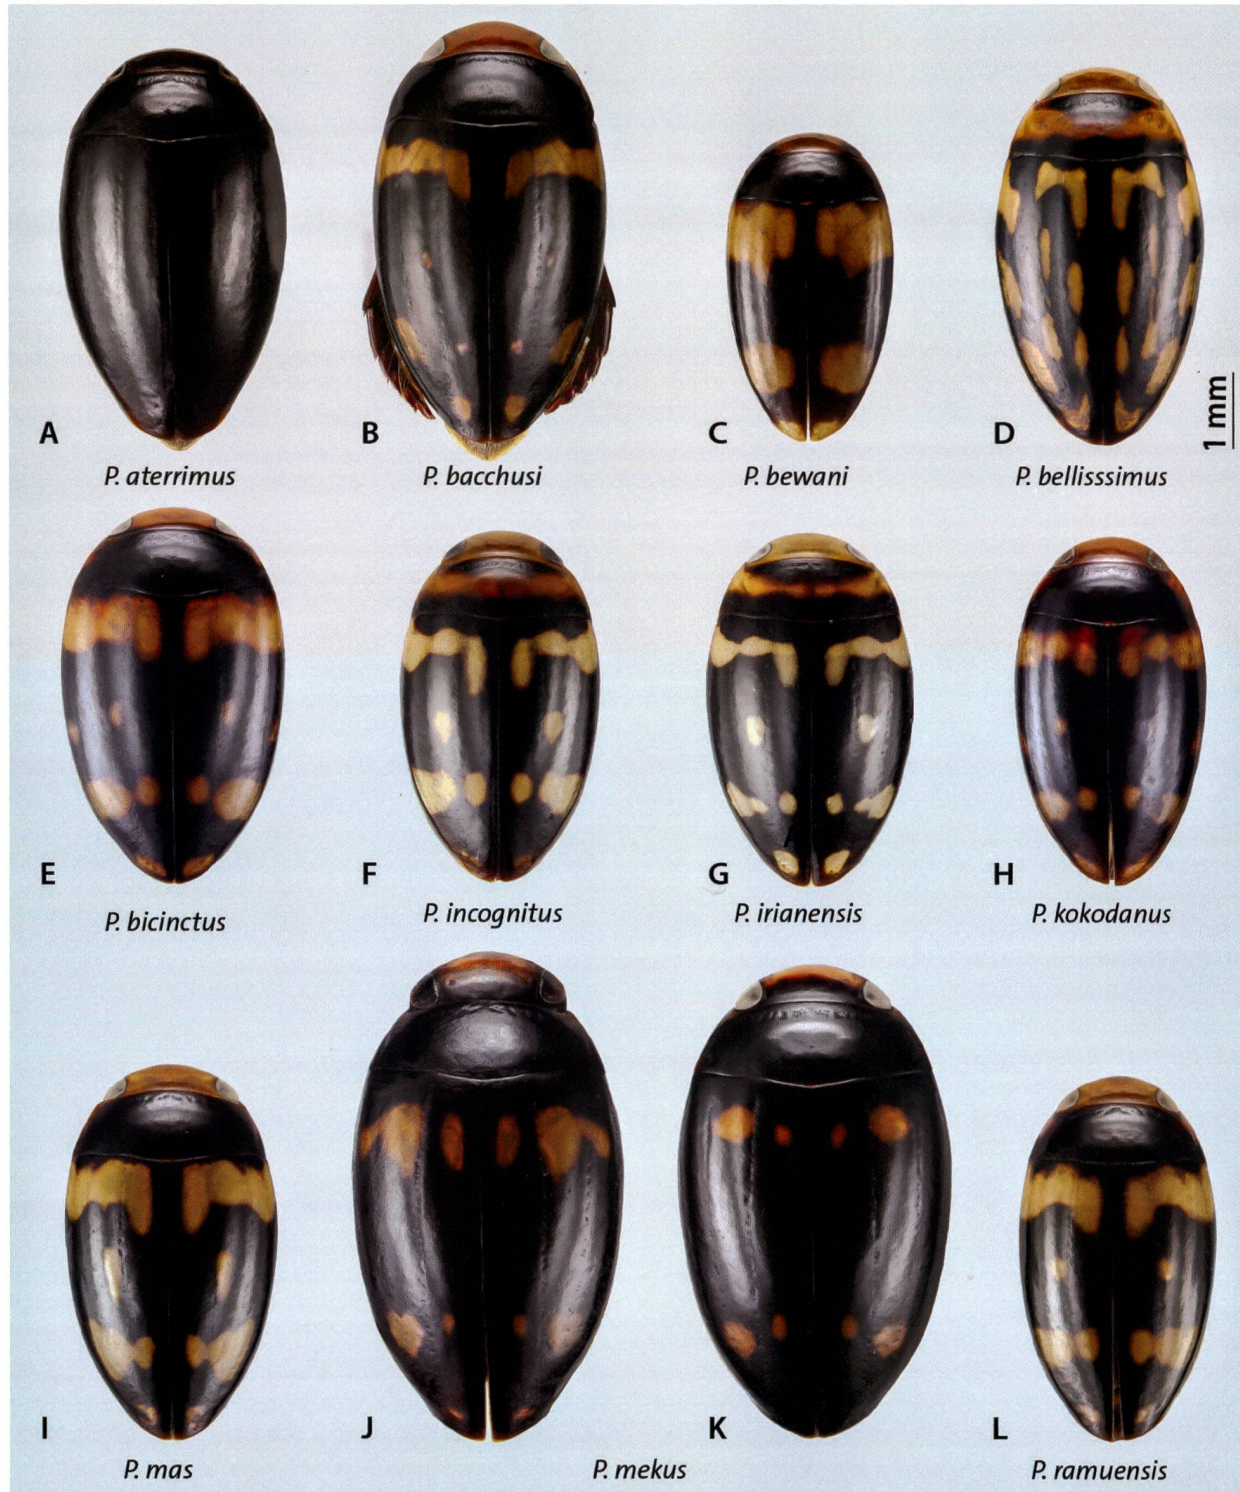 A B C D
1 mm
P. aterrimus P. bacchusi P. bewani P. bellisssimus
E F G H
P. bicinctus P. incognitus P. irianensis P. kokodanus
I J K L
P. mas P. mekus P. ramuensis